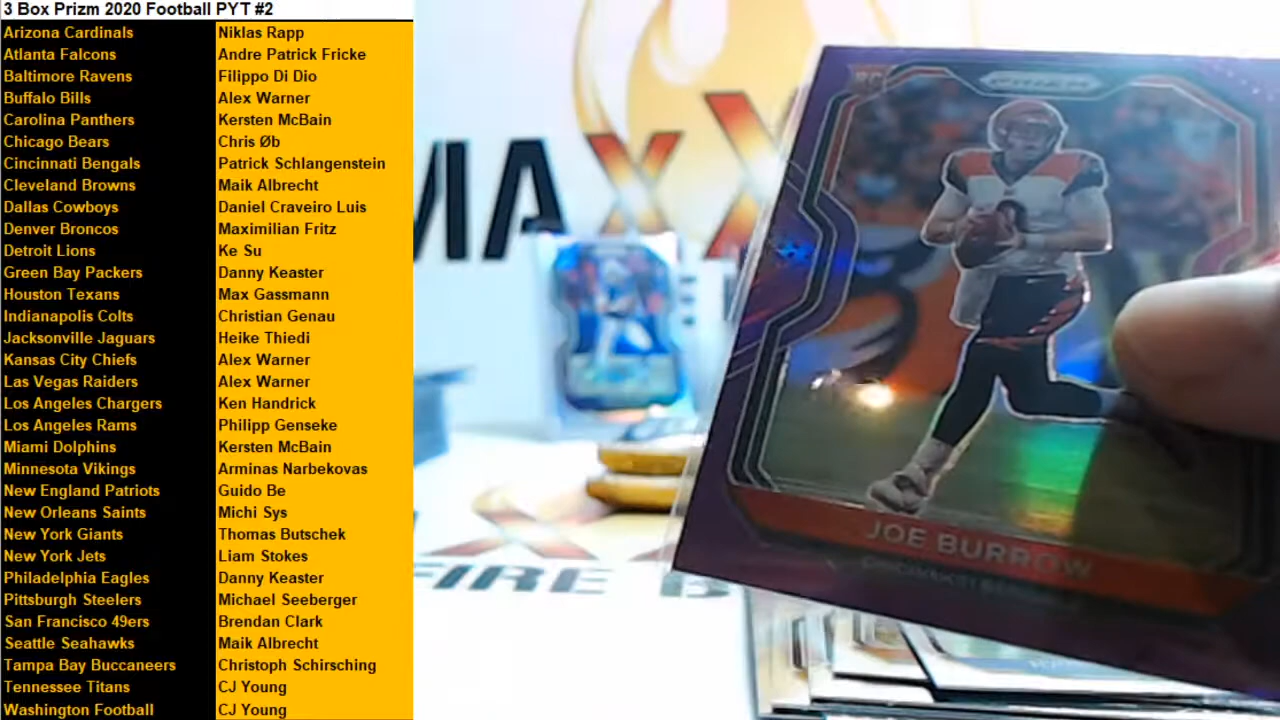 3 Box Prizm 2020 Football PYT #2
Arizona Cardinals Niklas Rapp
Atlanta Falcons Andre Patrick Fricke
Baltimore Ravens Filippo Di Dio
Buffalo Bills Alex Warner
Carolina Panthers Kersten McBain
Chicago Bears Chris Øb
Cincinnati Bengals Patrick Schlangenstein
Cleveland Browns Maik Albrecht
Dallas Cowboys Daniel Craveiro Luis
Denver Broncos Maximilian Fritz
Detroit Lions Ke Su
Green Bay Packers Danny Keaster
Houston Texans Max Gassmann
Indianapolis Colts Christian Genau
Jacksonville Jaguars Heike Thiedi
Kansas City Chiefs Alex Warner
Las Vegas Raiders Alex Warner
Los Angeles Chargers Ken Handrick
Los Angeles Rams Philipp Genseke
Miami Dolphins Kersten McBain
Minnesota Vikings Arminas Narbekovas
New England Patriots Guido Be
New Orleans Saints Michi Sys
New York Giants Thomas Butschek
New York Jets Liam Stokes
Philadelphia Eagles Danny Keaster
Pittsburgh Steelers Michael Seeberger
San Francisco 49ers Brendan Clark
Seattle Seahawks Maik Albrecht
Tampa Bay Buccaneers Christoph Schirsching
Tennessee Titans CJ Young
Washington Football CJ Young
MAXX
FIRE B
RC
PRIZM
JOE BURROW
CINCINNATI BENGALS